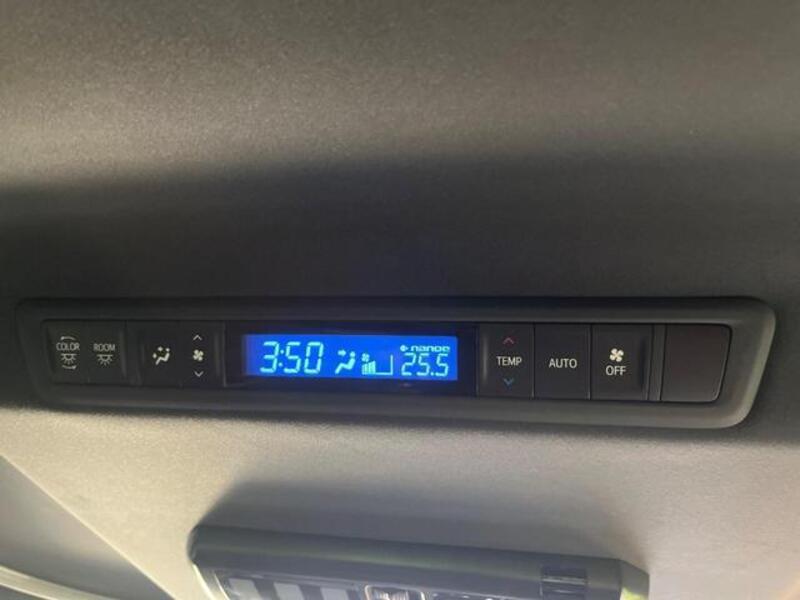 COLOR
ROOM
3:50
nanoe
25.5
TEMP
AUTO
OFF